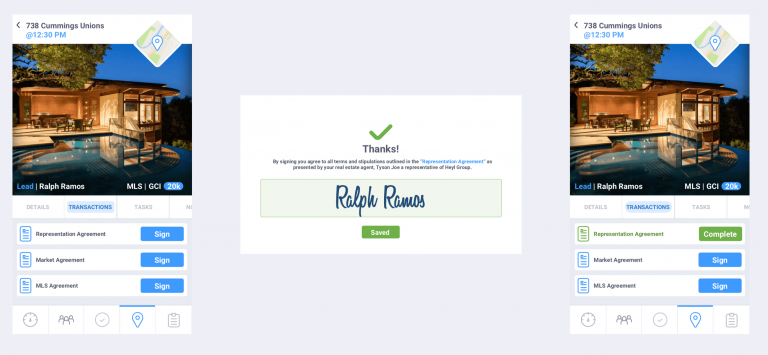 738 Cummings Unions
@12:30 PM
Lead | Ralph Ramos
MLS | GCI 20k
DETAILS
TRANSACTIONS
TASKS
Representation Agreement
Sign
Market Agreement
Sign
MLS Agreement
Sign
Thanks!
By signing you agree to all terms and stipulations outlined in the "Representation Agreement" as
presented by your real estate agent, Tyson Joe a representative of Heyl Group.
Ralph Ramos
Saved
738 Cummings Unions
@12:30 PM
Lead | Ralph Ramos
MLS | GCI 20k
DETAILS
TRANSACTIONS
TASKS
Representation Agreement
Complete
Market Agreement
Sign
MLS Agreement
Sign